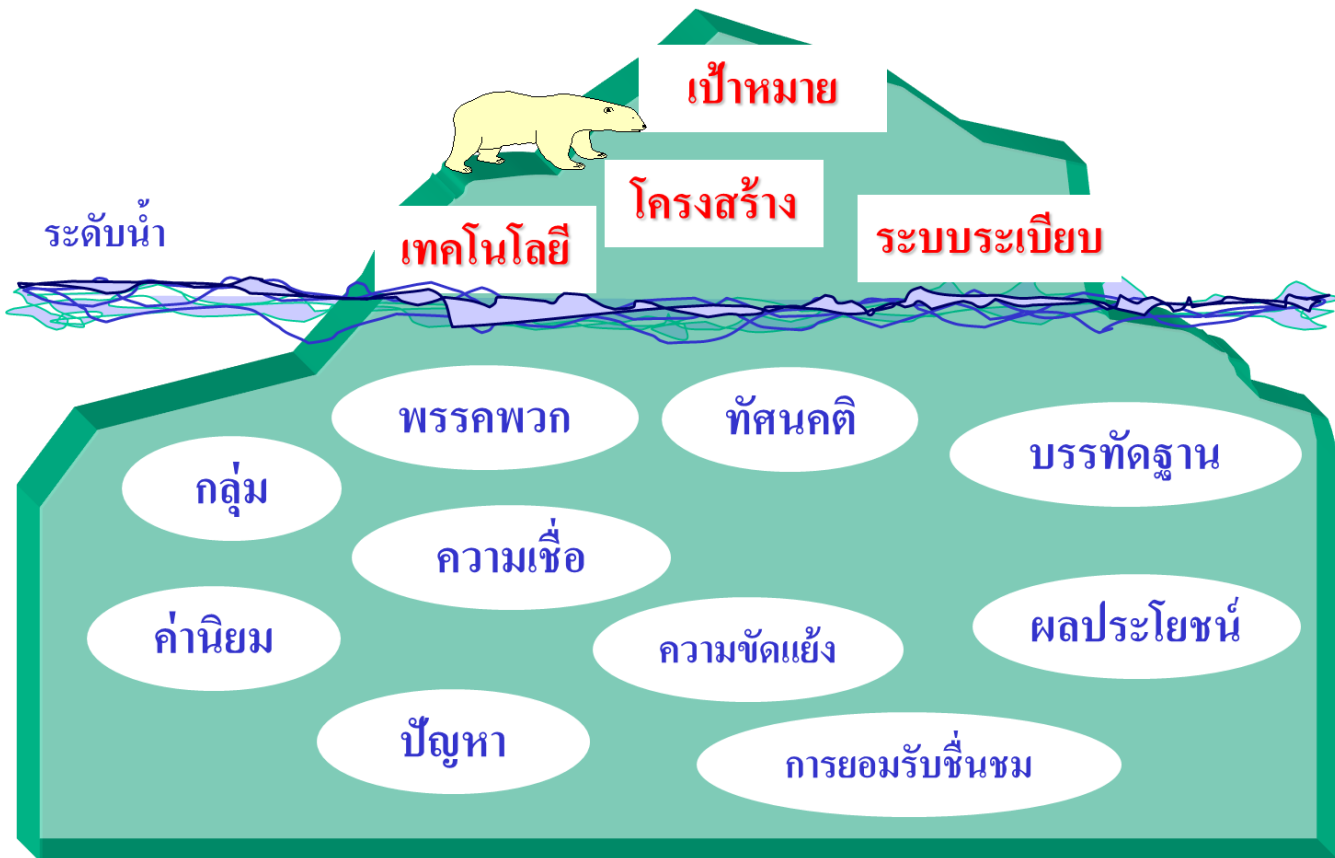 เป้าหมาย
โครงสร้าง
เทคโนโลยี
ระบบระเบียบ
ระดับน้ำ
พรรคพวก
ทัศนคติ
บรรทัดฐาน
กลุ่ม
ความเชื่อ
ค่านิยม
ความขัดแย้ง
ผลประโยชน์
ปัญหา
การยอมรับชื่นชม